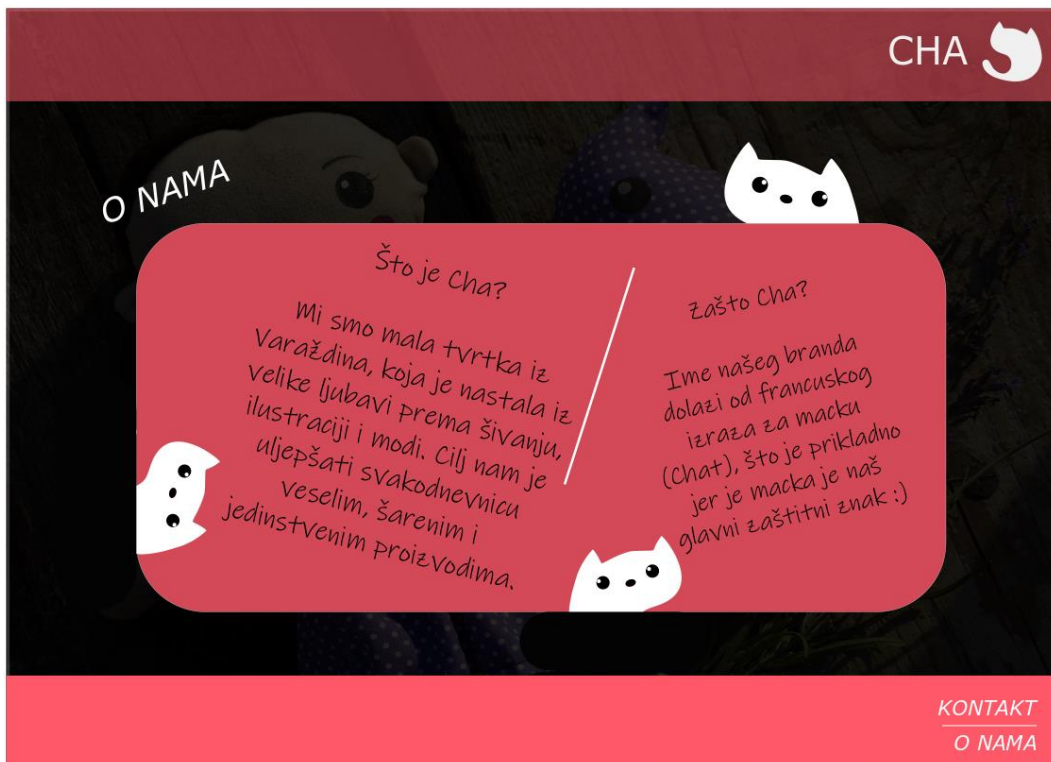 CHA
O NAMA
Što je Cha?
Mi smo mala tvrtka iz
Varaždina, koja je nastala iz
velike ljubavi prema šivanju,
ilustraciji i modi. Cilj nam je
uljepšati svakodnevnicu
veselim, šarenim i
jedinstvenim proizvodima.
Zašto Cha?
Ime našeg branda
dolazi od francuskog
izraza za macku
(Chat), što je prikladno
jer je macka je naš
glavni zaštitni znak :)
KONTAKT
O NAMA